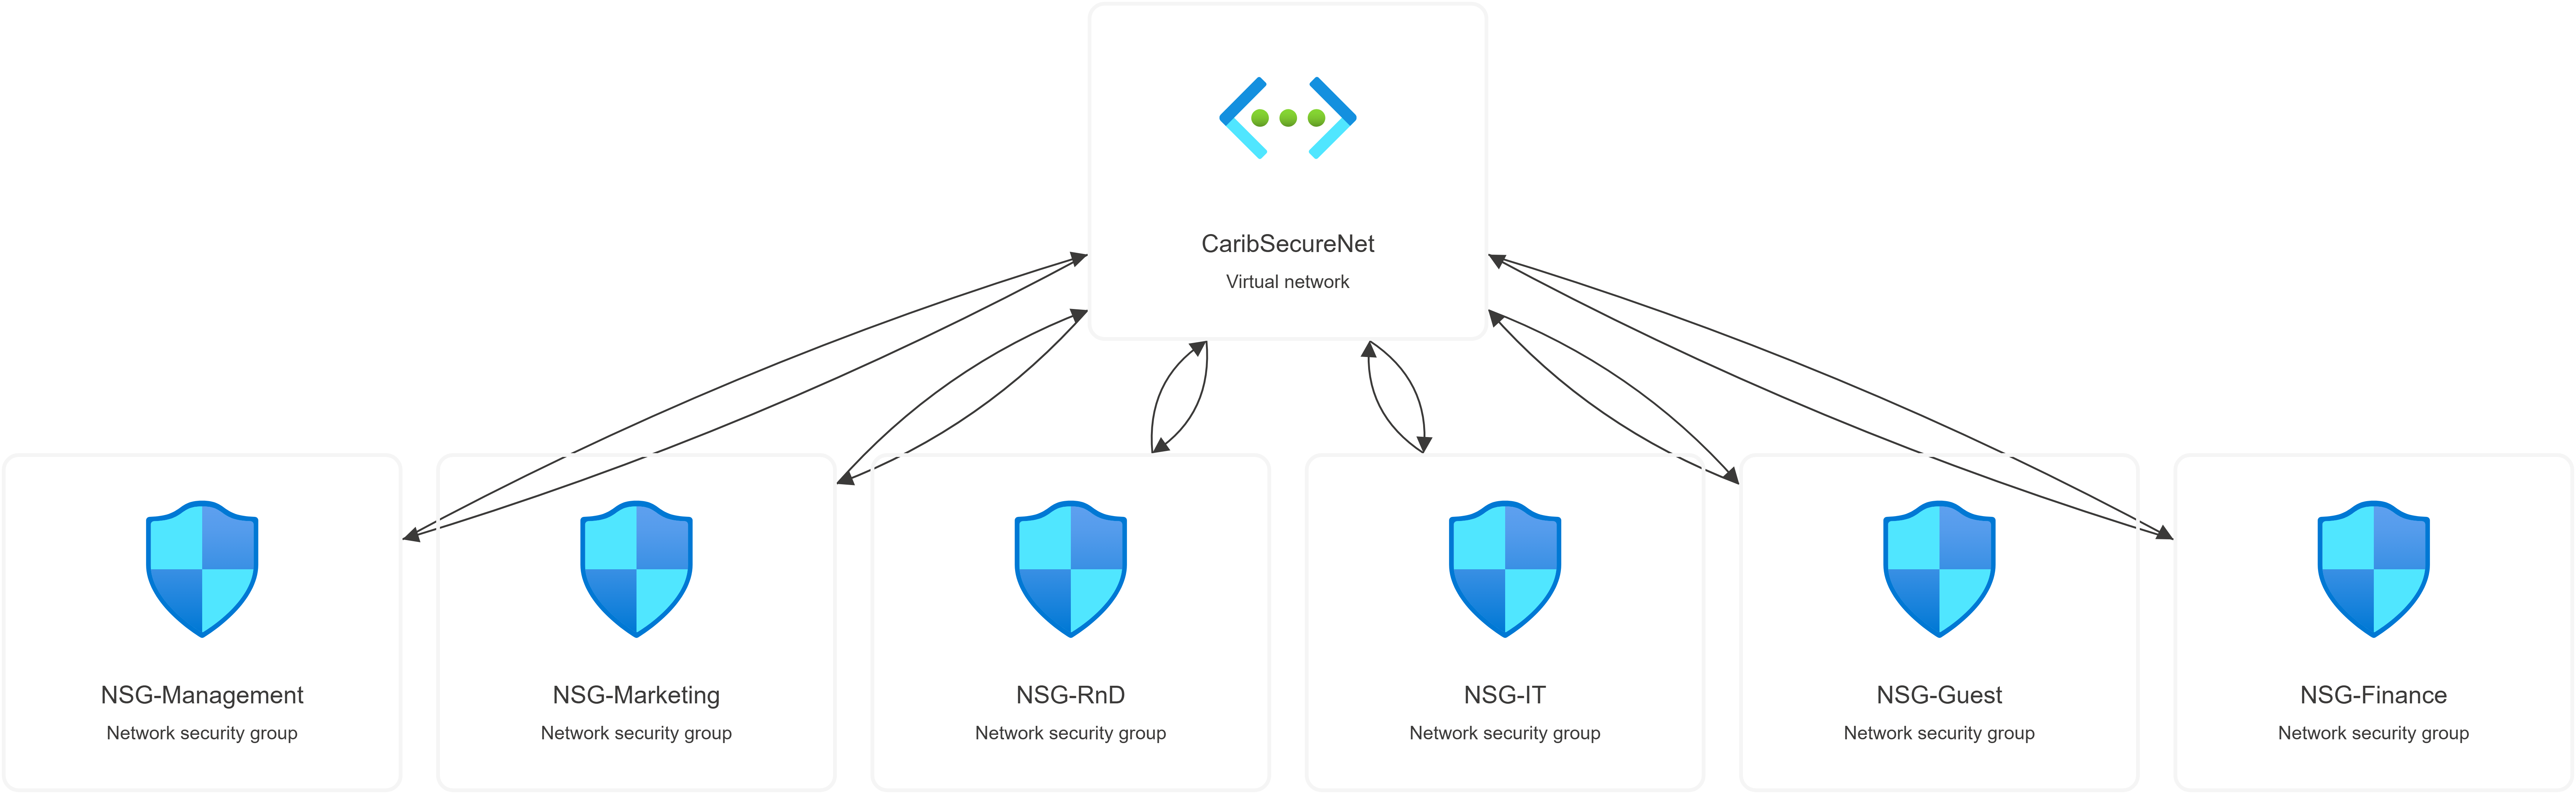 CaribSecureNet
Virtual network
NSG-Management
Network security group
NSG-Marketing
Network security group
NSG-RnD
Network security group
NSG-IT
Network security group
NSG-Guest
Network security group
NSG-Finance
Network security group